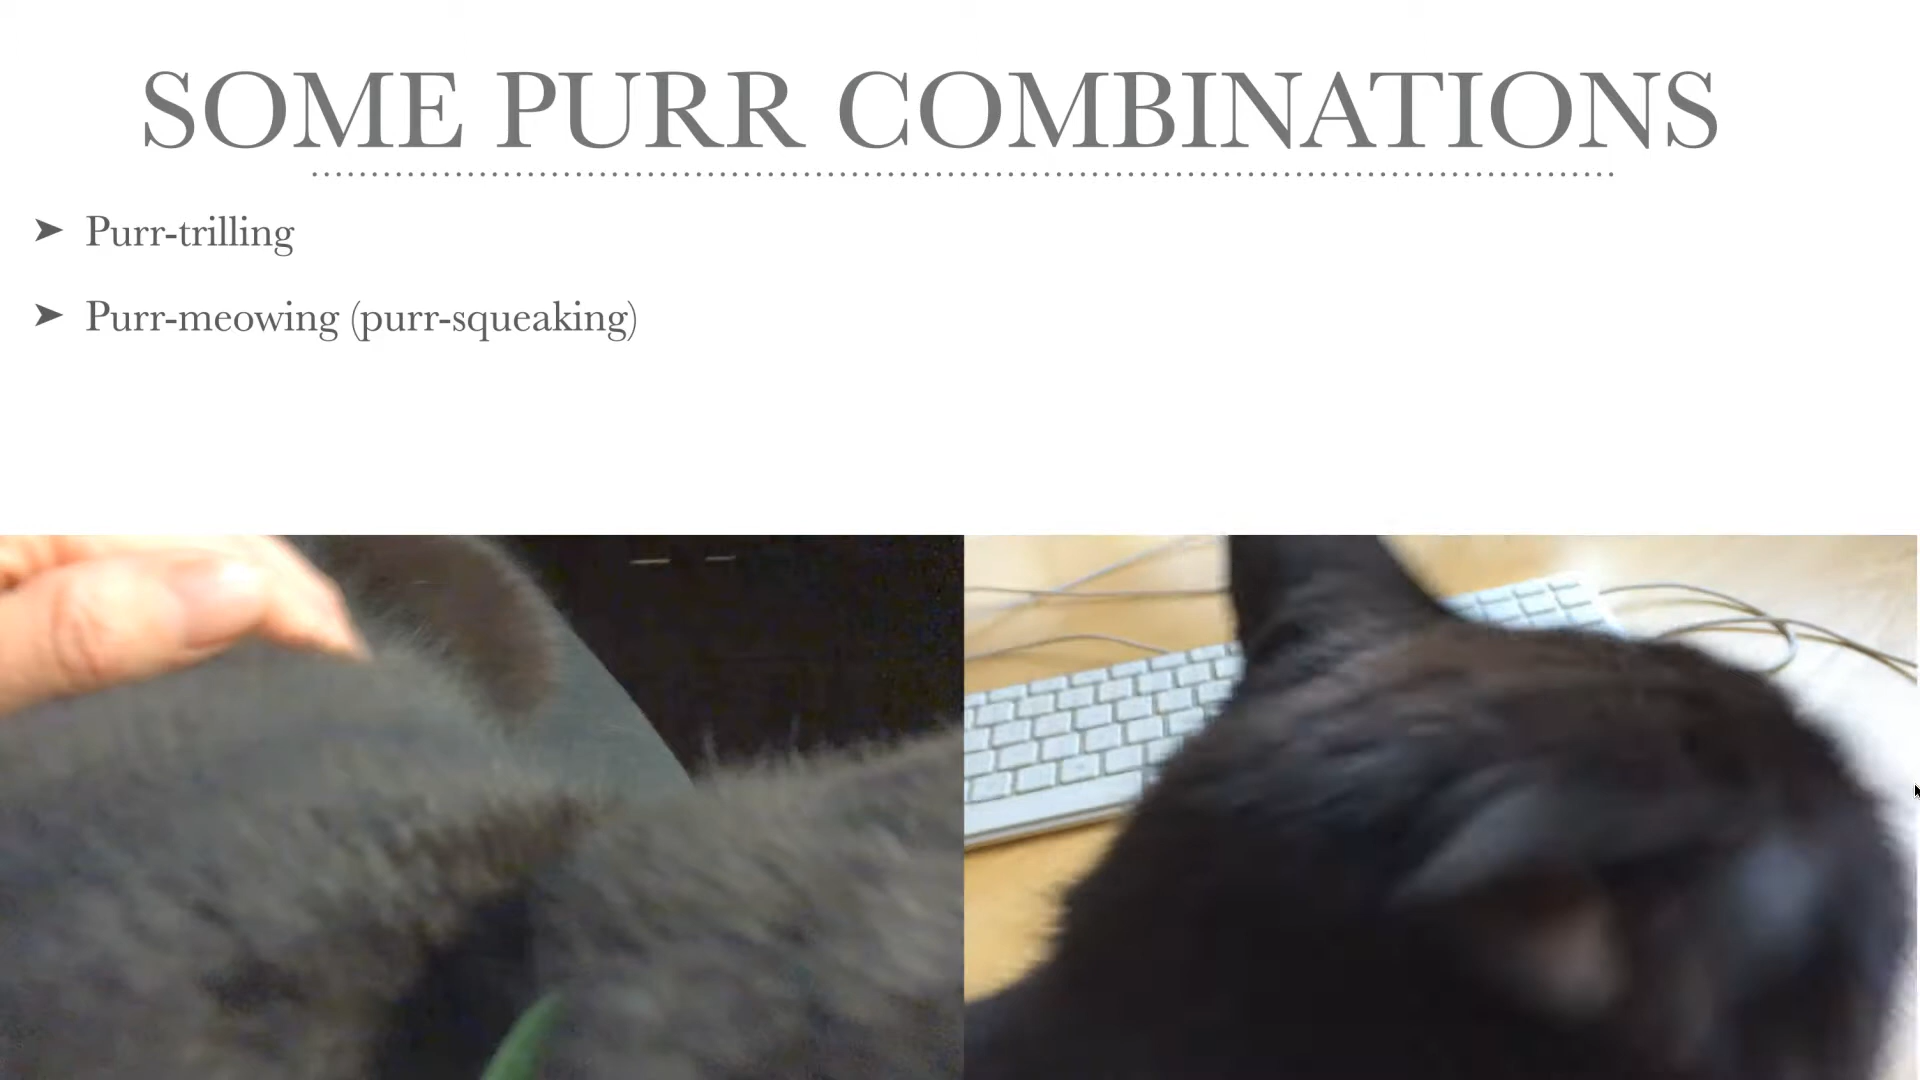 SOME PURR COMBINATIONS
➤ Purr-trilling
➤ Purr-meowing (purr-squeaking)